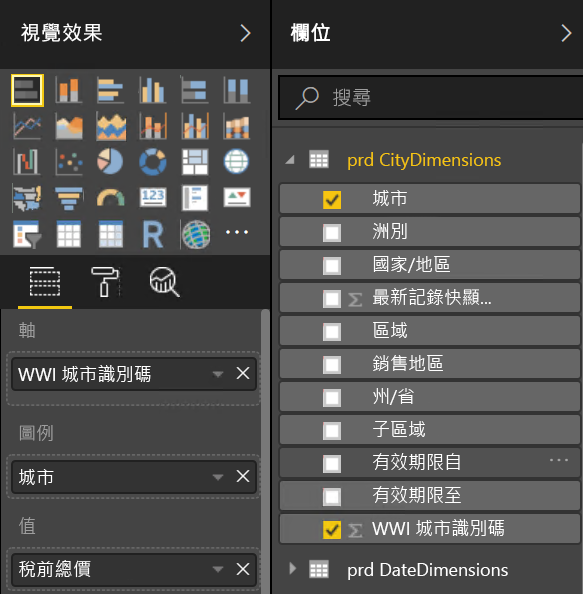 視覺效果
123
R
軸
WWI 城市識別碼
圖例
城市
值
稅前總價
欄位
搜尋
prd CityDimensions
城市
洲別
國家/地區
最新記錄快顯...
區域
銷售地區
州/省
子區域
有效期限自
有效期限至
WWI 城市識別碼
prd DateDimensions